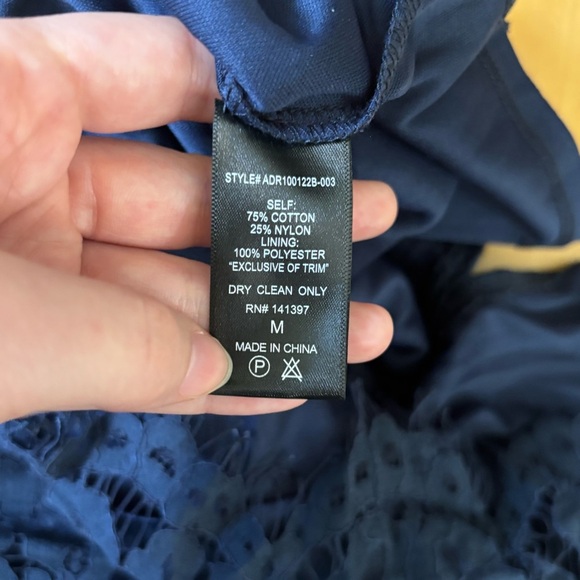 STYLE# ADR100122B-003
SELF:
75% COTTON
25% NYLON
LINING:
100% POLYESTER
"EXCLUSIVE OF TRIM"
DRY CLEAN ONLY
RN# 141397
M
MADE IN CHINA
P